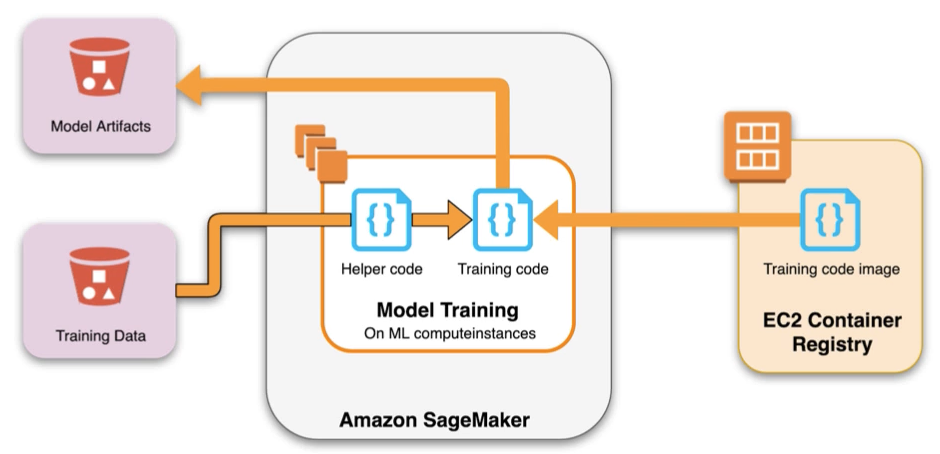 Model Artifacts
Training Data
Helper code
Training code
Model Training
On ML computeinstances
Amazon SageMaker
Training code image
EC2 Container
Registry